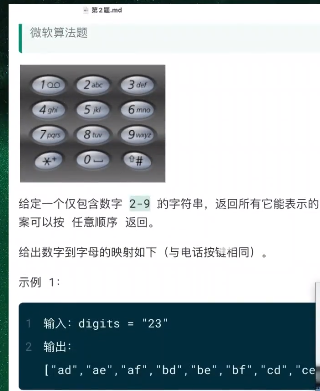 第2题.md
微软算法题
1
2 abc
3 def
4 ghi
5 jkl
6 mno
7 pqrs
8 tuv
9 wxyz
*
0
#
给定一个仅包含数字 2-9 的字符串，返回所有它能表示的
案可以按 任意顺序 返回。
给出数字到字母的映射如下（与电话按键相同）。
示例 1：
1 输入：digits = "23"
2 输出：
["ad","ae","af","bd","be","bf","cd","ce